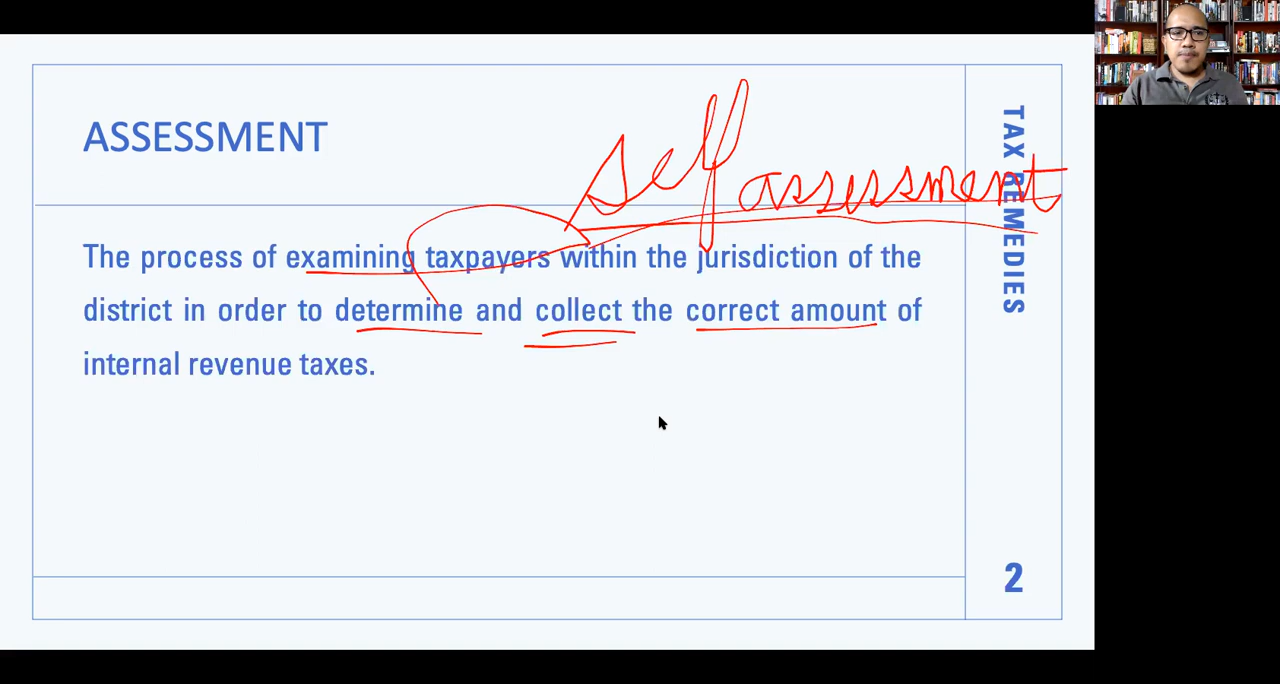 ASSESSMENT
self assessment
The process of examining taxpayers within the jurisdiction of the
district in order to determine and collect the correct amount of
internal revenue taxes.
TAX REMEDIES
2